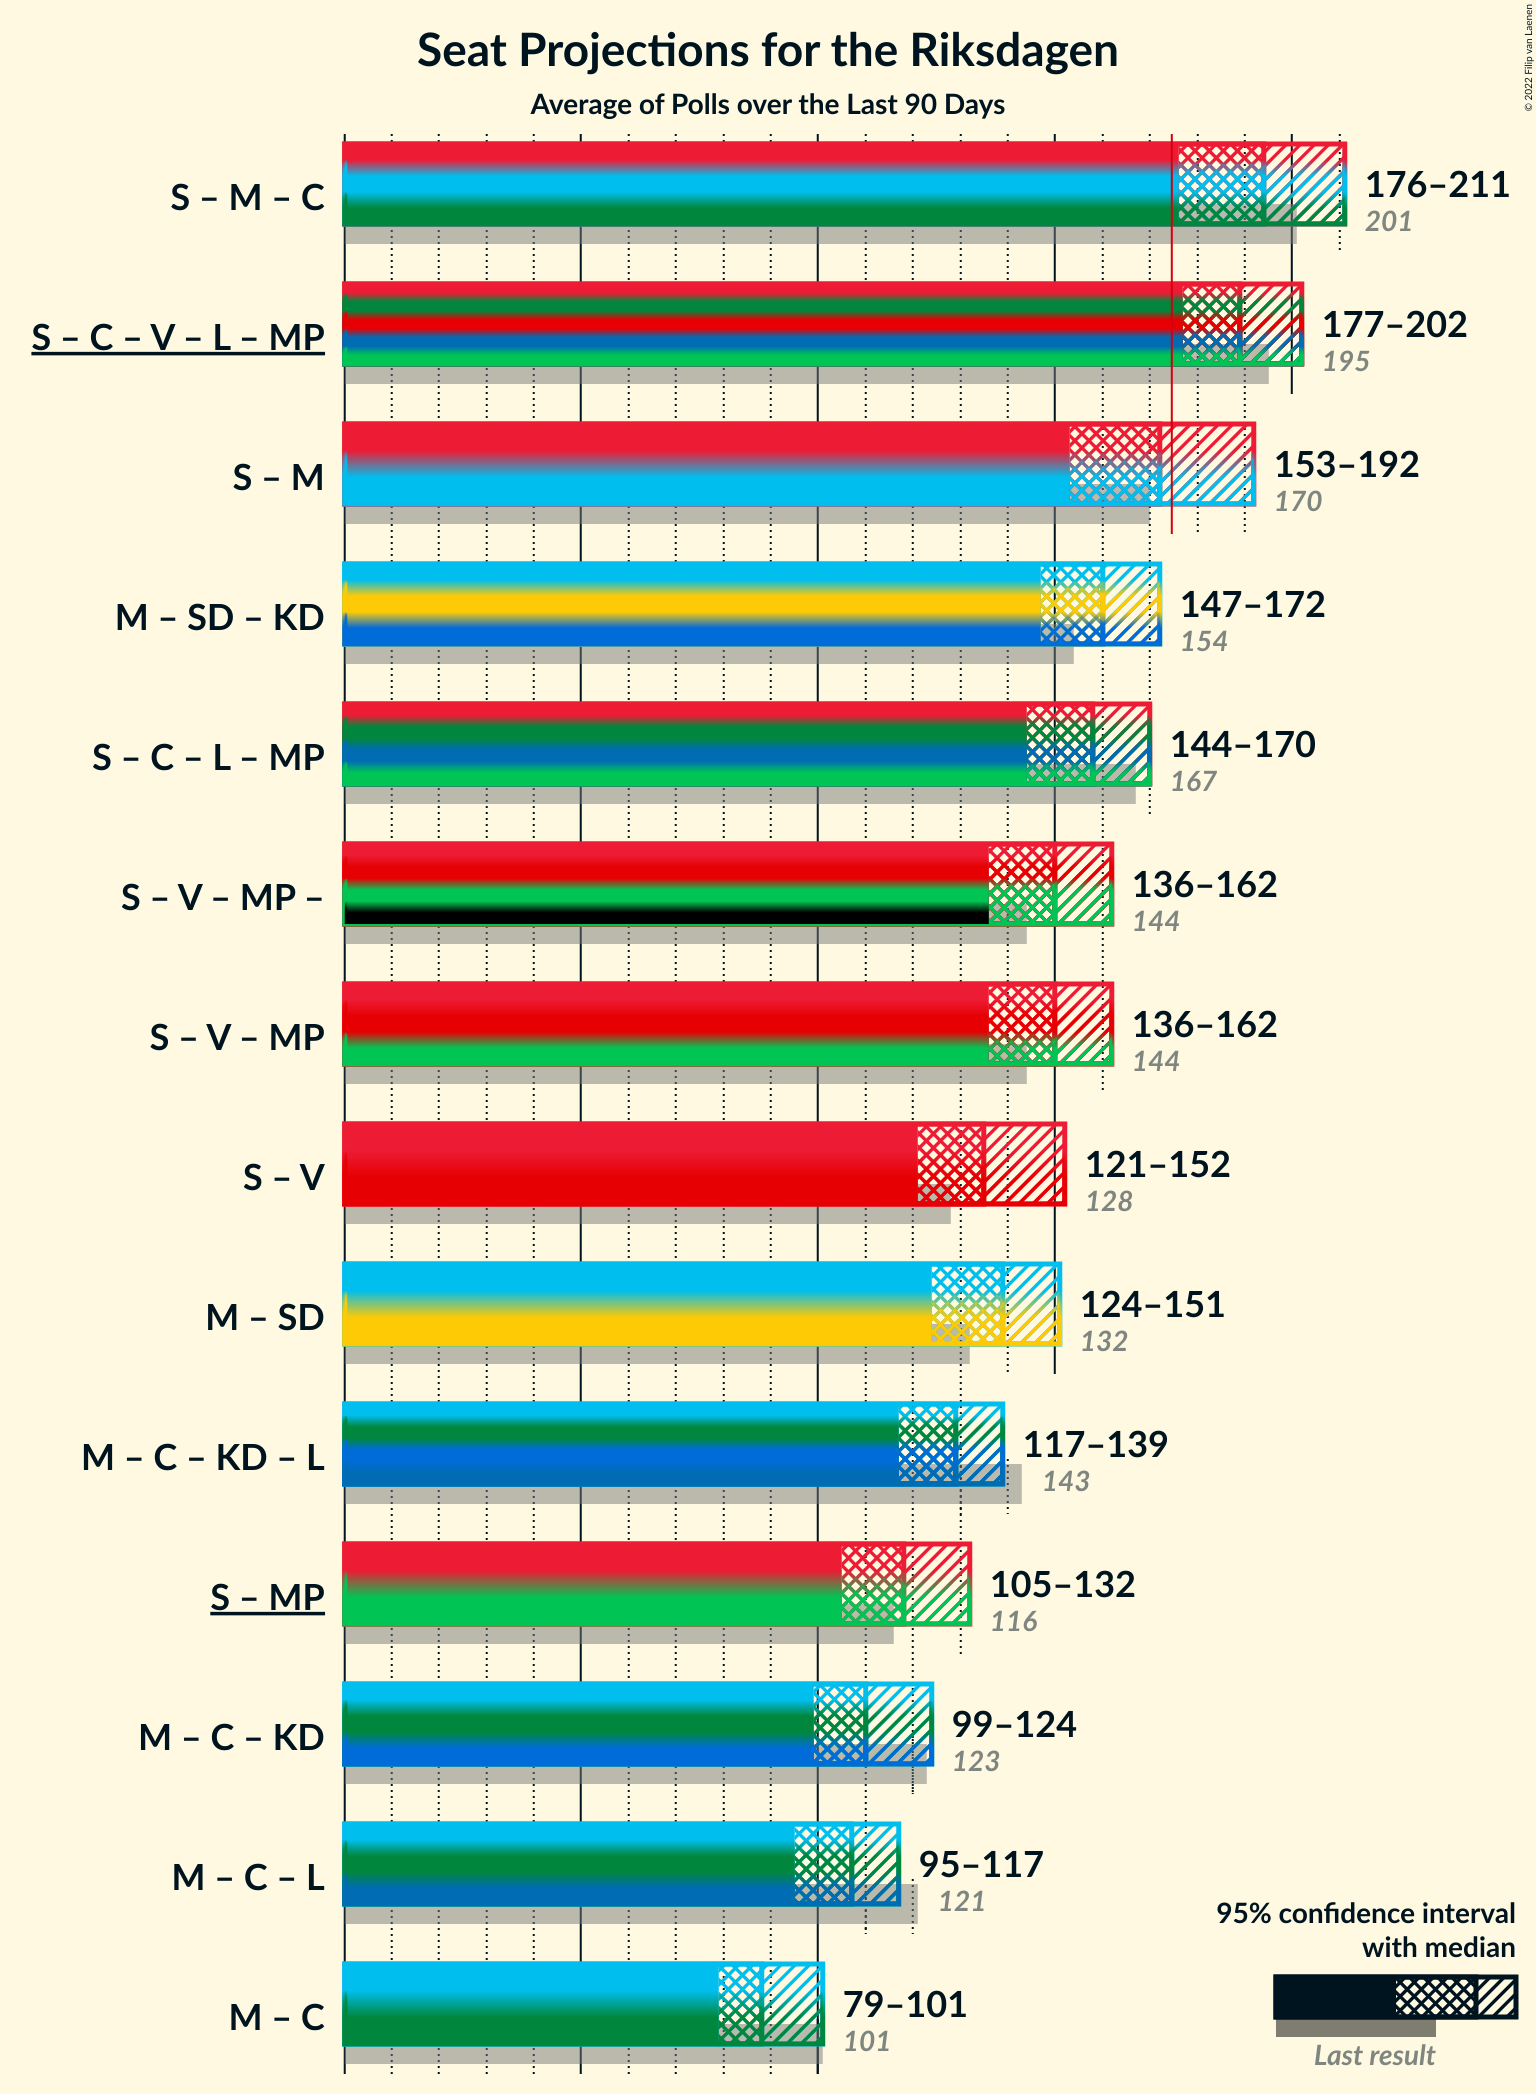 Seat Projections for the Riksdagen
Average of Polls over the Last 90 Days
© 2022 Filip van Laenen
S – M – C
176–211
201
S – C – V – L – MP
177–202
195
S – M
153–192
170
M – SD – KD
147–172
154
S – C – L – MP
144–170
167
S – V – MP –
136–162
144
S – V – MP
136–162
144
S – V
121–152
128
M – SD
124–151
132
M – C – KD – L
117–139
143
S – MP
105–132
116
M – C – KD
99–124
123
M – C – L
95–117
121
M – C
79–101
101
95% confidence interval
with median
Last result